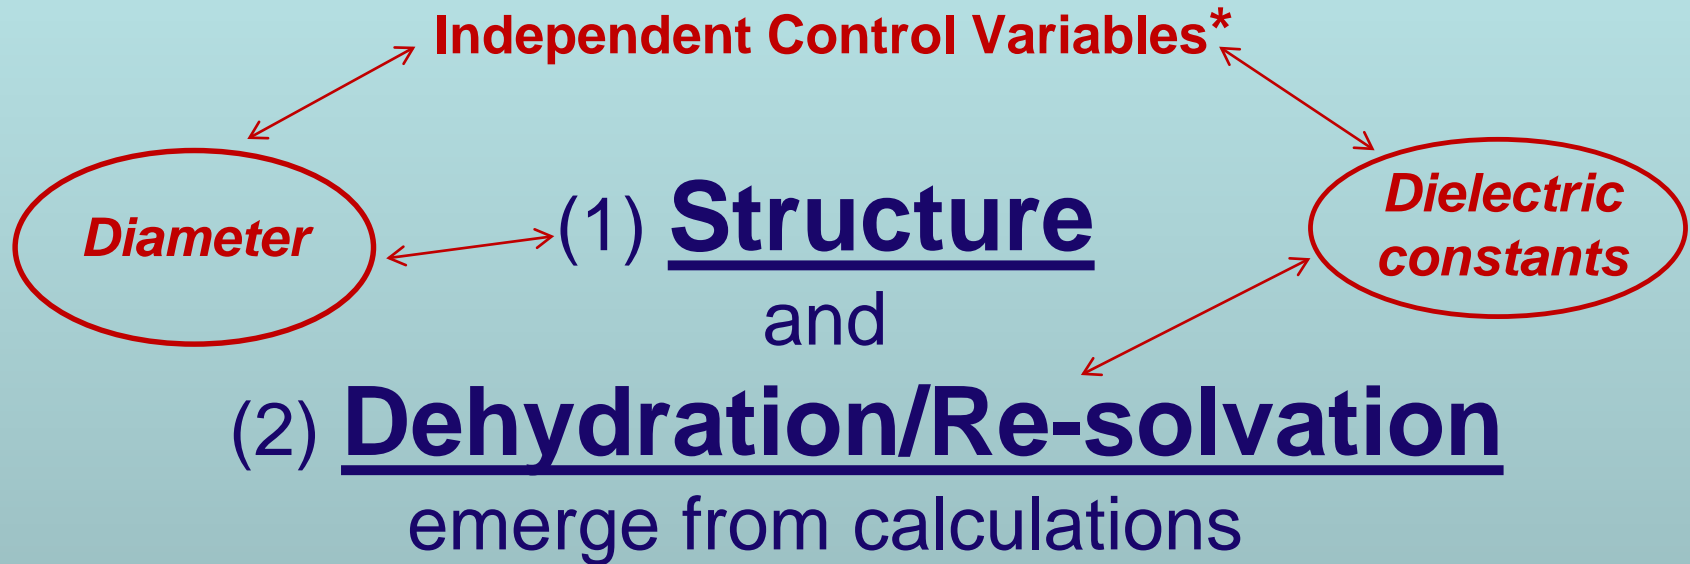 Independent Control Variables*
Diameter
(1) Structure
Dielectric
constants
and
(2) Dehydration/Re-solvation
emerge from calculations